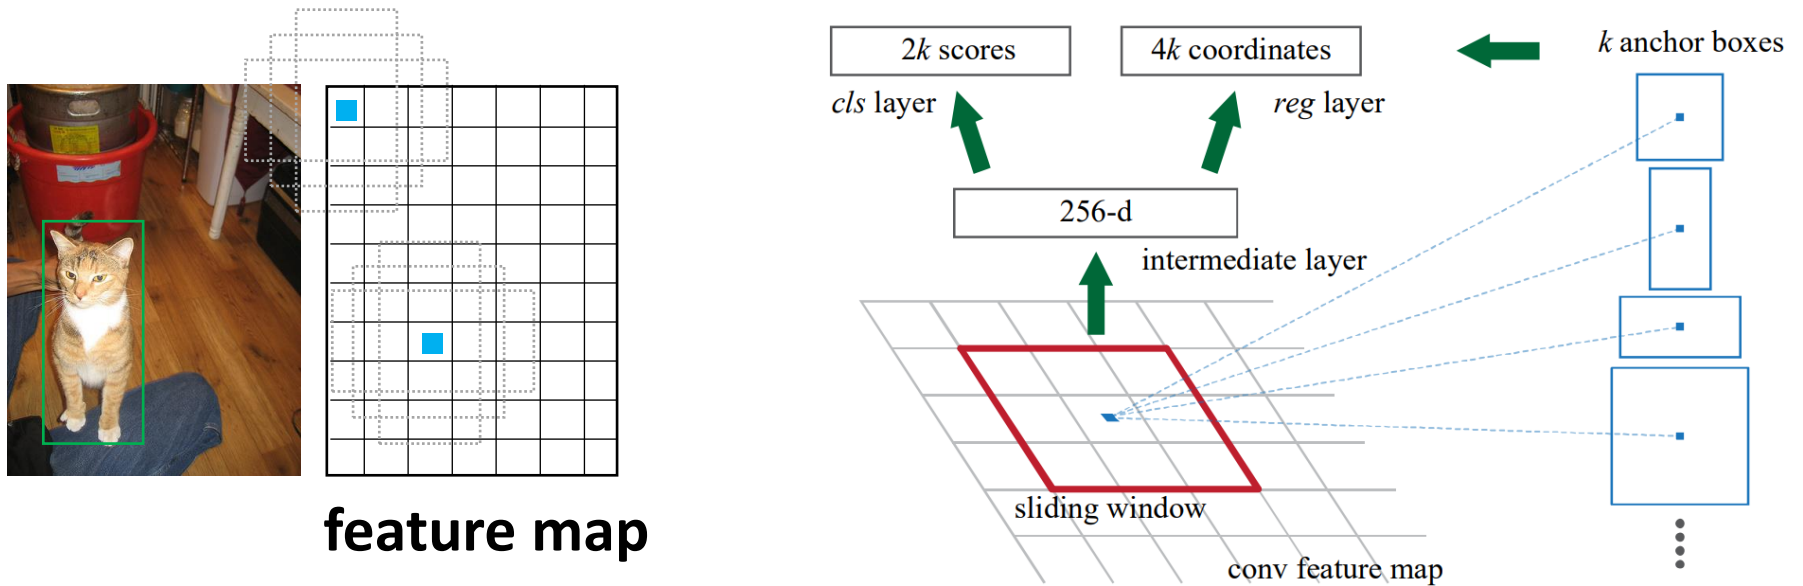 2k scores
4k coordinates
k anchor boxes
cls layer
reg layer
256-d
intermediate layer
sliding window
feature map
conv feature map